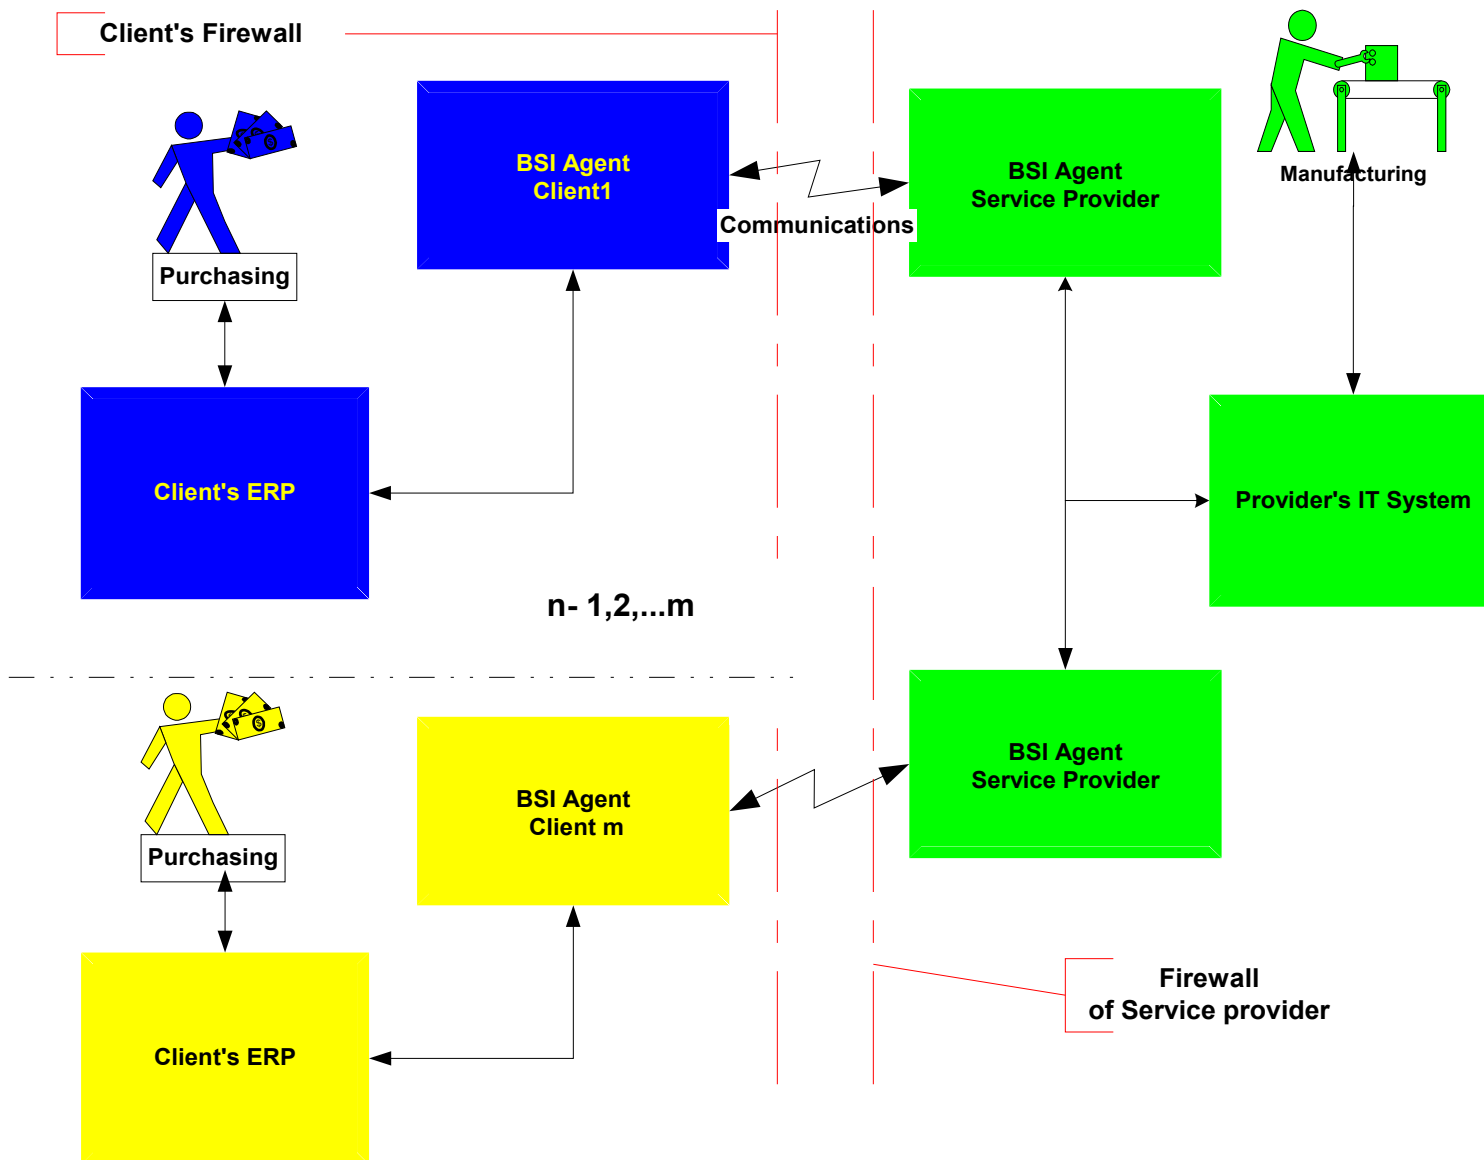 Client's Firewall
BSI Agent
Client1
BSI Agent
Service Provider
Manufacturing
Communications
Purchasing
Client's ERP
Provider's IT System
n- 1,2,...m
BSI Agent
Service Provider
BSI Agent
Client m
Purchasing
Firewall
of Service provider
Client's ERP